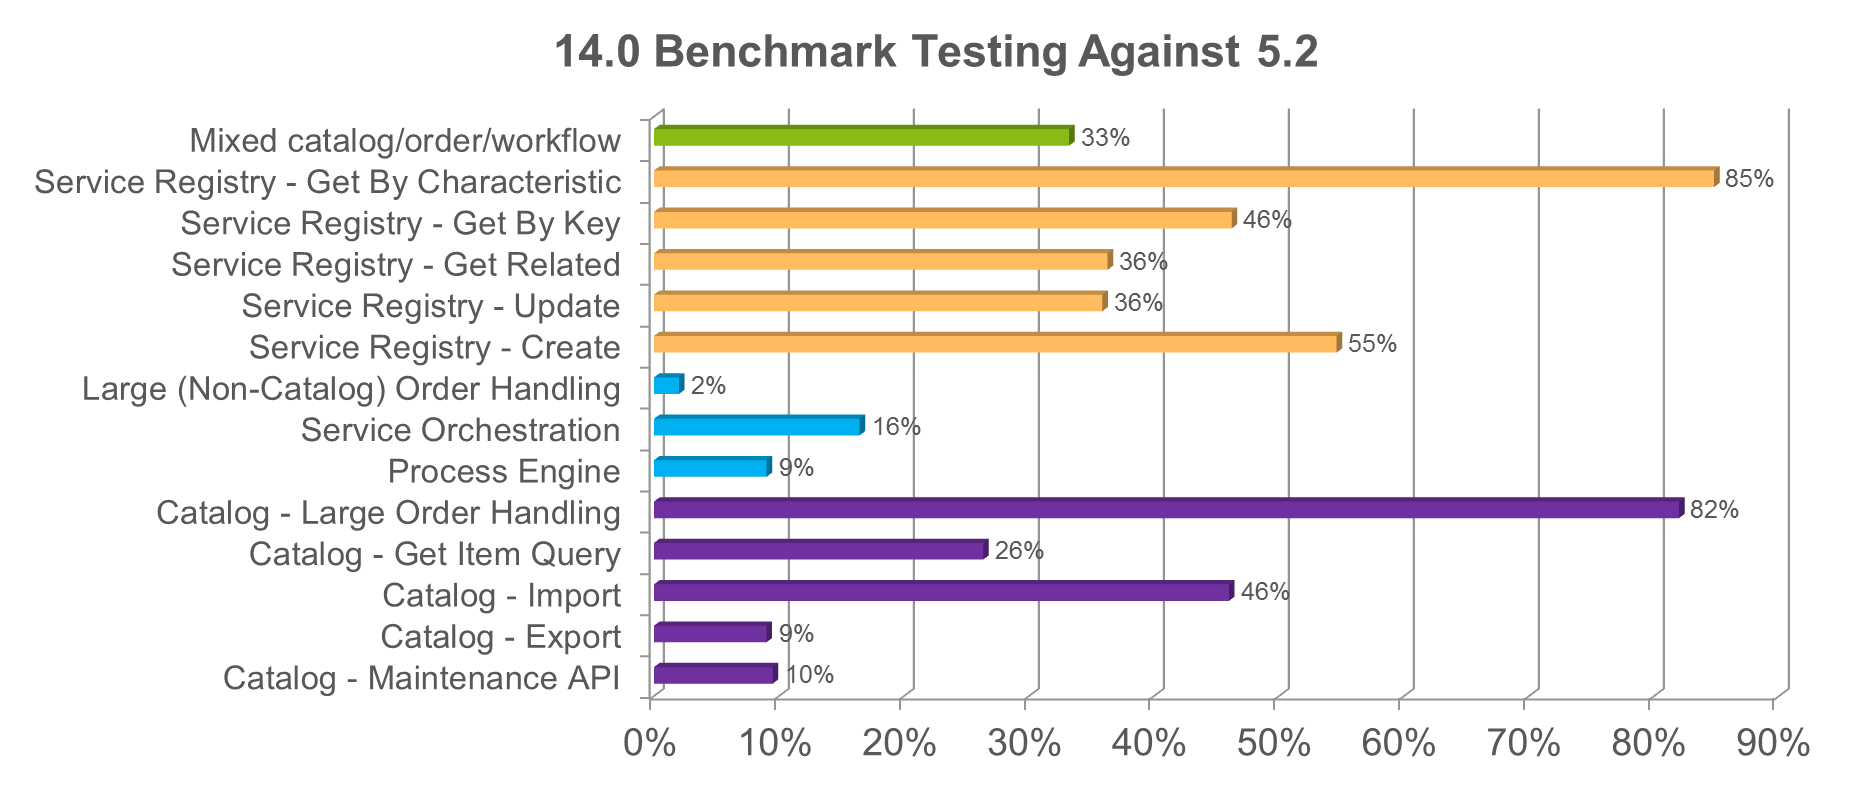 14.0 Benchmark Testing Against 5.2
Mixed catalog/order/workflow 33%
Service Registry - Get By Characteristic 85%
Service Registry - Get By Key 46%
Service Registry - Get Related 36%
Service Registry - Update 36%
Service Registry - Create 55%
Large (Non-Catalog) Order Handling 2%
Service Orchestration 16%
Process Engine 9%
Catalog - Large Order Handling 82%
Catalog - Get Item Query 26%
Catalog - Import 46%
Catalog - Export 9%
Catalog - Maintenance API 10%
0% 10% 20% 30% 40% 50% 60% 70% 80% 90%